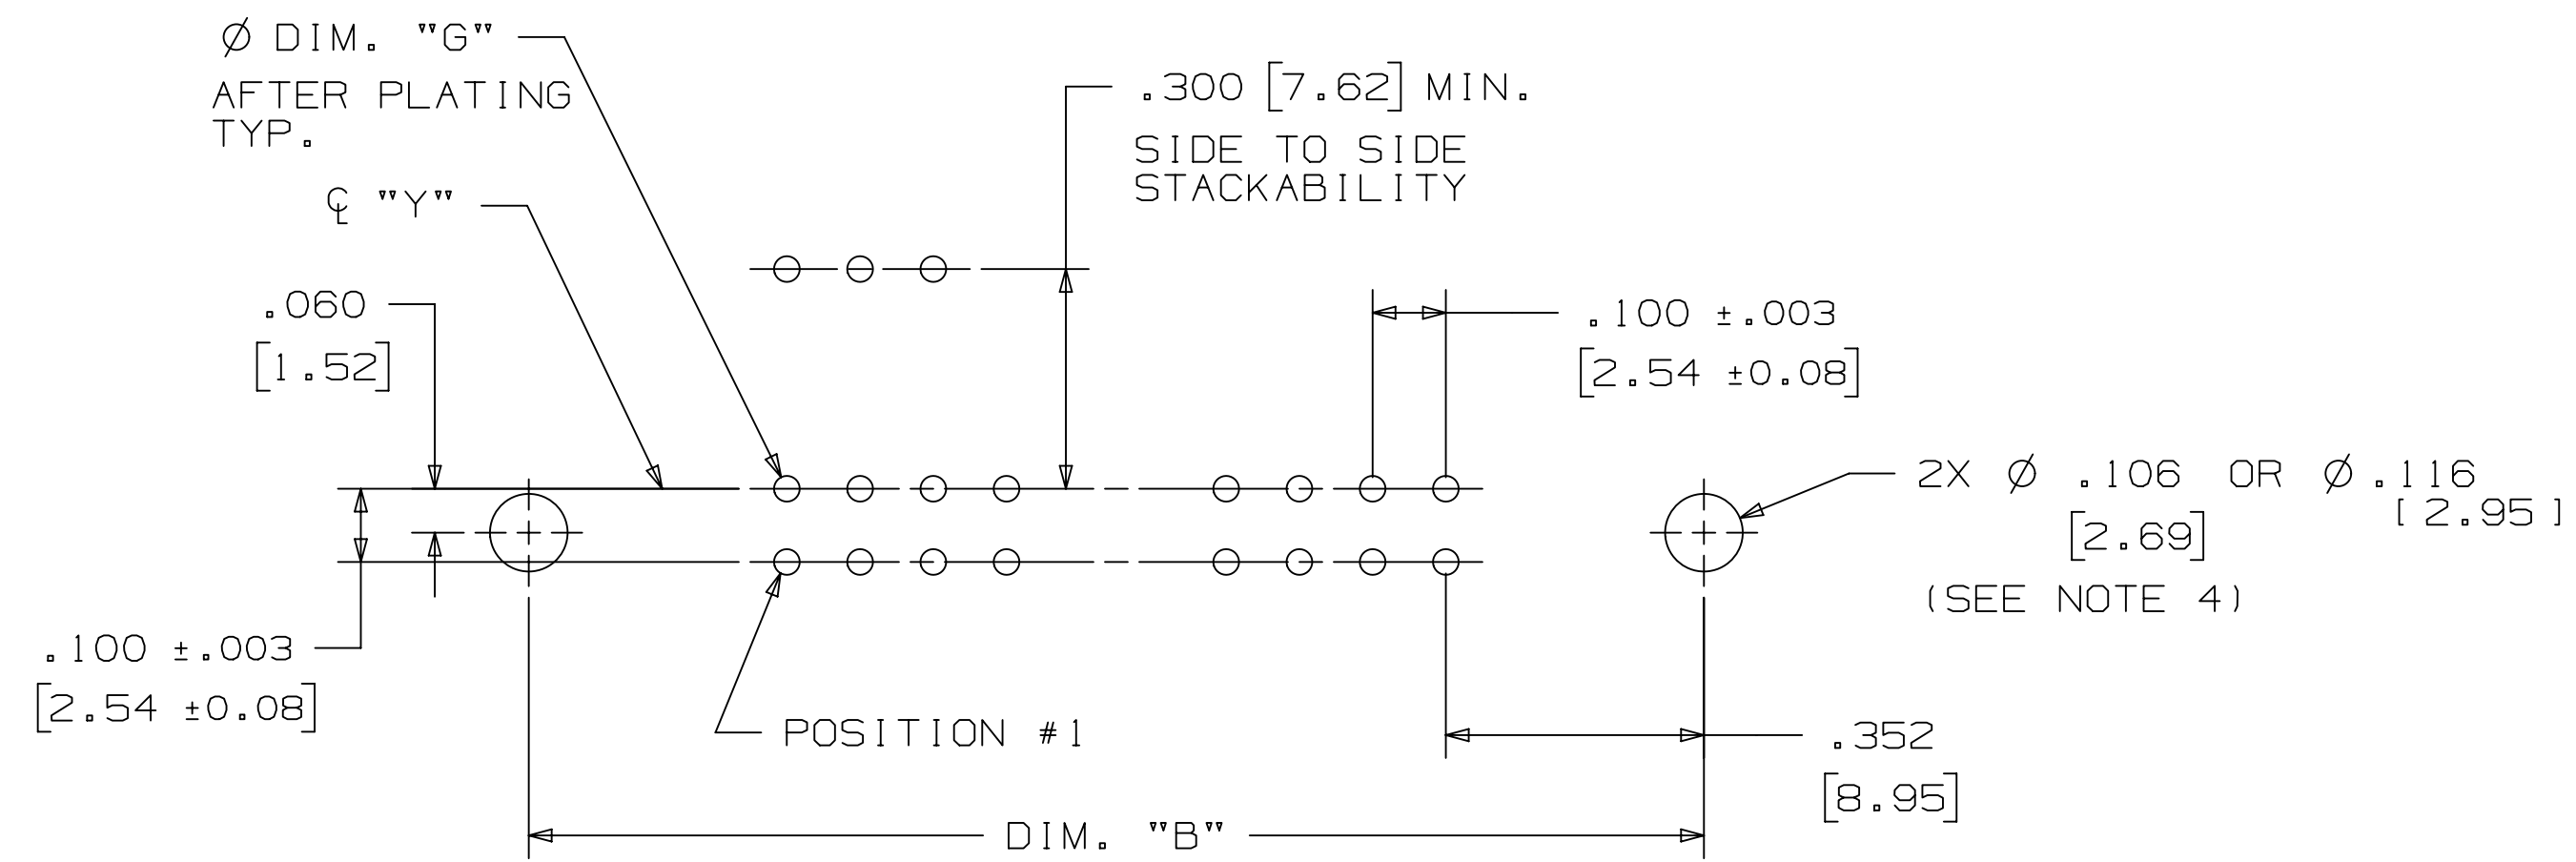 Ø DIM. "G"
AFTER PLATING
TYP.
℄ "Y"
.300 [7.62] MIN.
SIDE TO SIDE
STACKABILITY
.060
[1.52]
.100 ±.003
[2.54 ±0.08]
2X Ø .106 OR Ø .116
[2.69] [2.95]
(SEE NOTE 4)
.100 ±.003
[2.54 ±0.08]
POSITION #1
.352
[8.95]
DIM. "B"